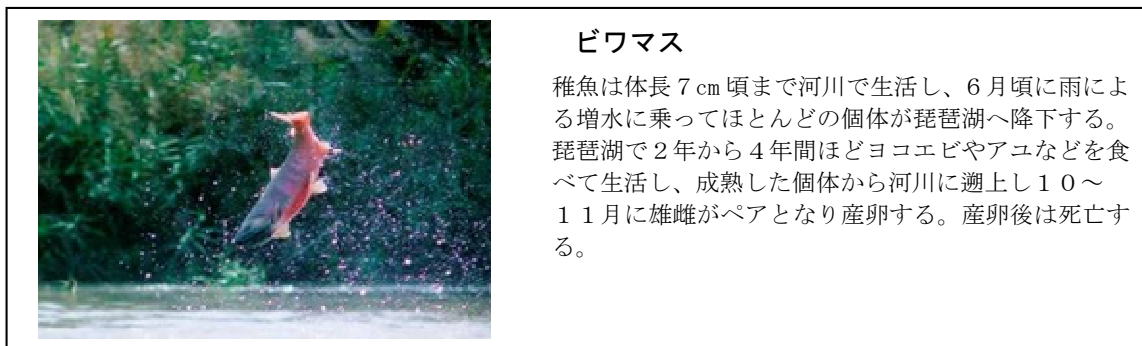 ビワマス
稚魚は体長７㎝頃まで河川で生活し、６月頃に雨によ
る増水に乗ってほとんどの個体が琵琶湖へ降下する。
琵琶湖で２年から４年間ほどヨコエビやアユなどを食
べて生活し、成熟した個体から河川に遡上し１０～
１１月に雄雌がペアとなり産卵する。産卵後は死亡す
る。